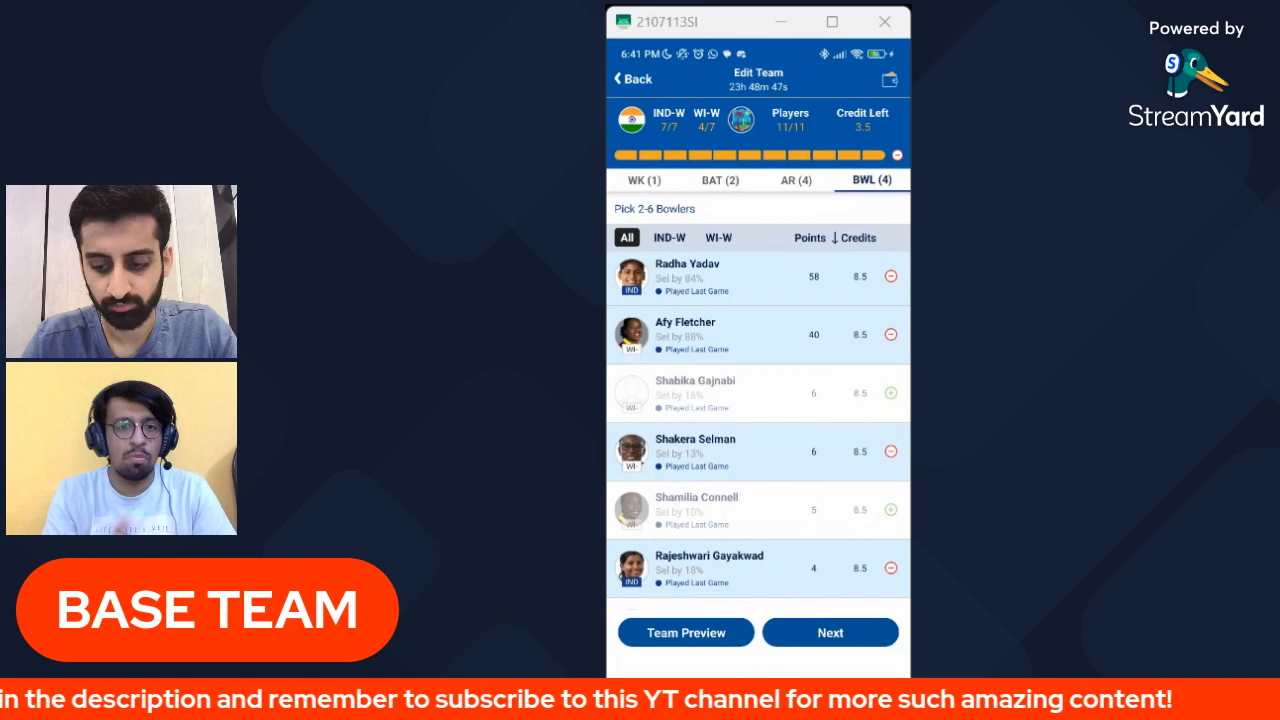 2107113SI
Powered by
StreamYard
6:41 PM
Back
Edit Team
23h 48m 47s
IND-W
7/7
WI-W
4/7
Players
11/11
Credit Left
3.5
WK (1)
BAT (2)
AR (4)
BWL (4)
Pick 2-6 Bowlers
All IND-W WI-W Points ↓ Credits
Radha Yadav
Sel by 84%
Played Last Game
IND
58 8.5
Afy Fletcher
Sel by 88%
Played Last Game
WI-
40 8.5
Shabika Gajnabi
Sel by 16%
Played Last Game
WI-
6 8.5
Shakera Selman
Sel by 13%
Played Last Game
WI-
6 8.5
Shamilia Connell
Sel by 10%
Played Last Game
WI-
5 8.5
Rajeshwari Gayakwad
Sel by 18%
Played Last Game
IND
4 8.5
Team Preview
Next
BASE TEAM
in the description and remember to subscribe to this YT channel for more such amazing content!